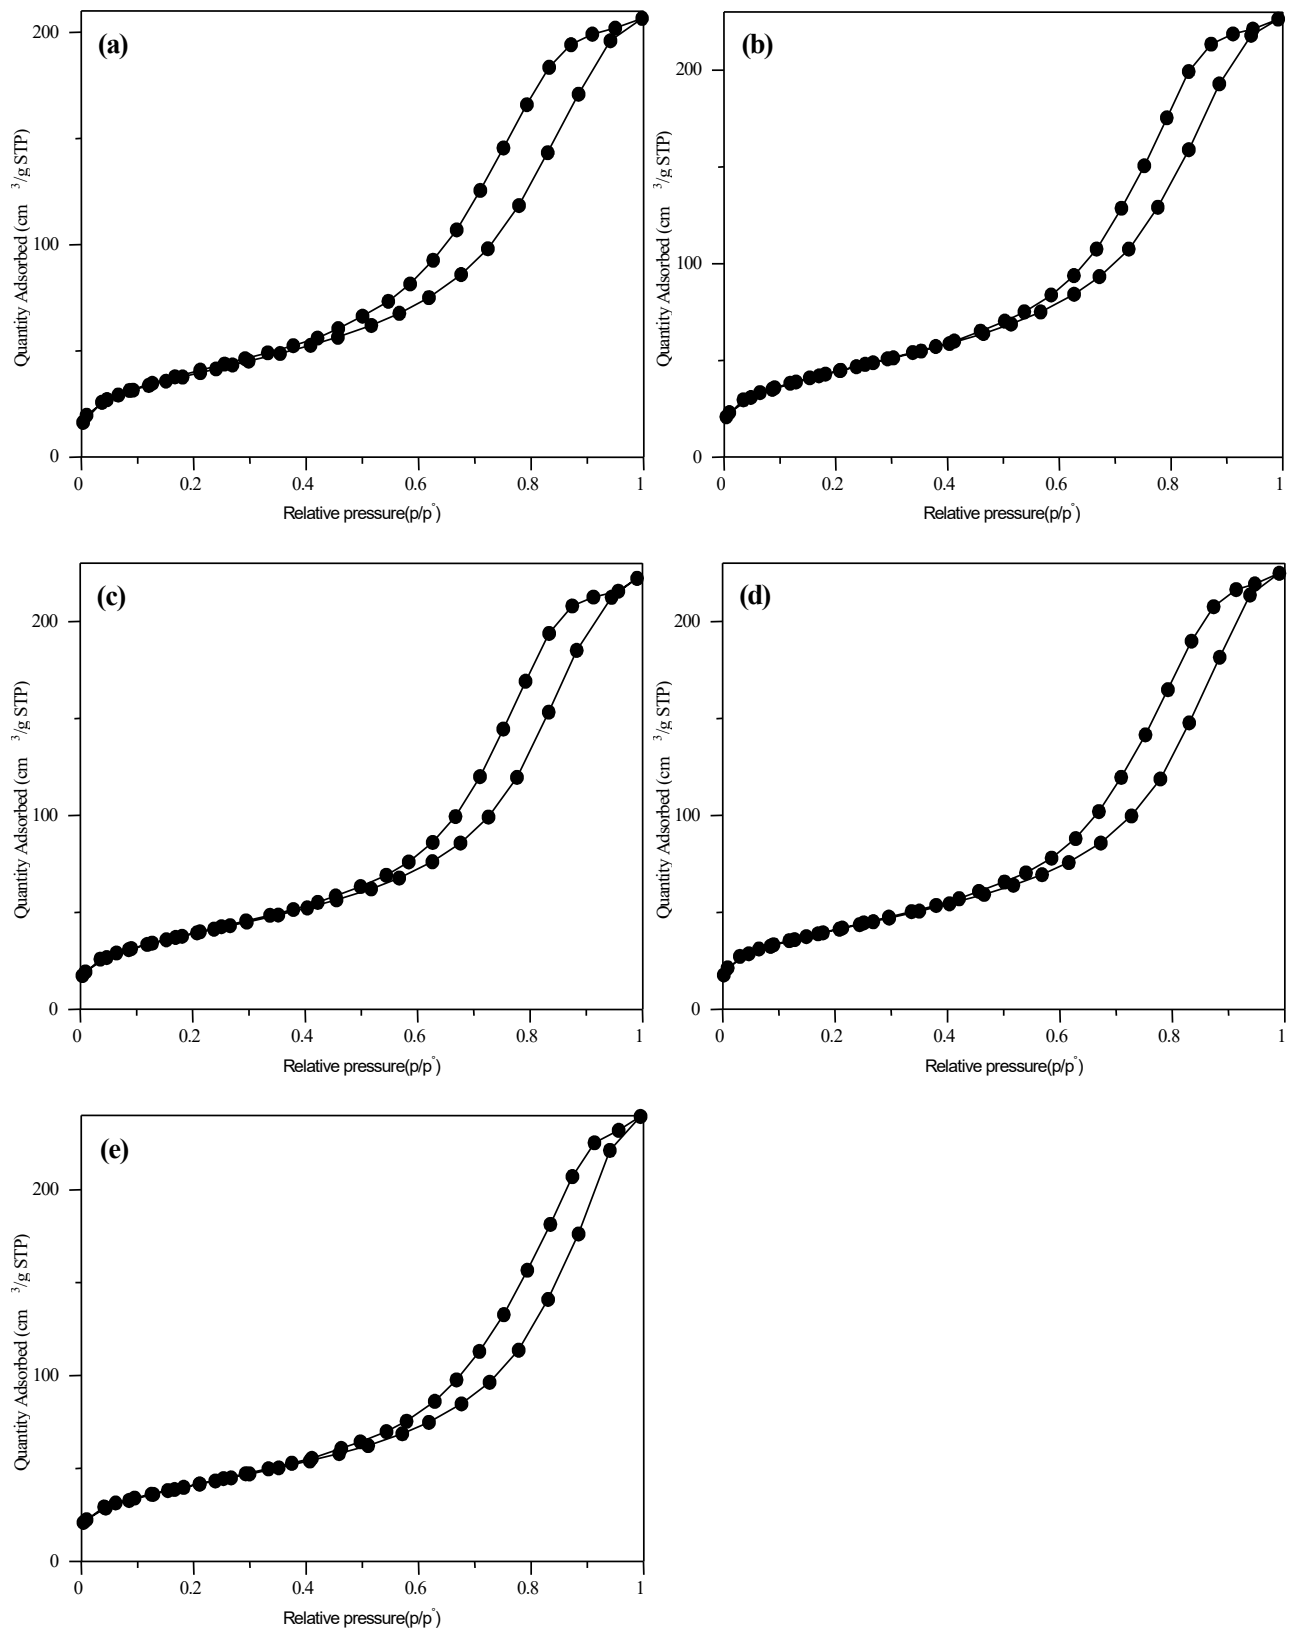 (a)
200
100
0
Quantity Adsorbed (cm 3/g STP)
0 0.2 0.4 0.6 0.8 1
Relative pressure(p/p°)
(b)
200
100
0
Quantity Adsorbed (cm 3/g STP)
0 0.2 0.4 0.6 0.8 1
Relative pressure(p/p°)
(c)
200
100
0
Quantity Adsorbed (cm 3/g STP)
0 0.2 0.4 0.6 0.8 1
Relative pressure(p/p°)
(d)
200
100
0
Quantity Adsorbed (cm 3/g STP)
0 0.2 0.4 0.6 0.8 1
Relative pressure(p/p°)
(e)
200
100
0
Quantity Adsorbed (cm 3/g STP)
0 0.2 0.4 0.6 0.8 1
Relative pressure(p/p°)